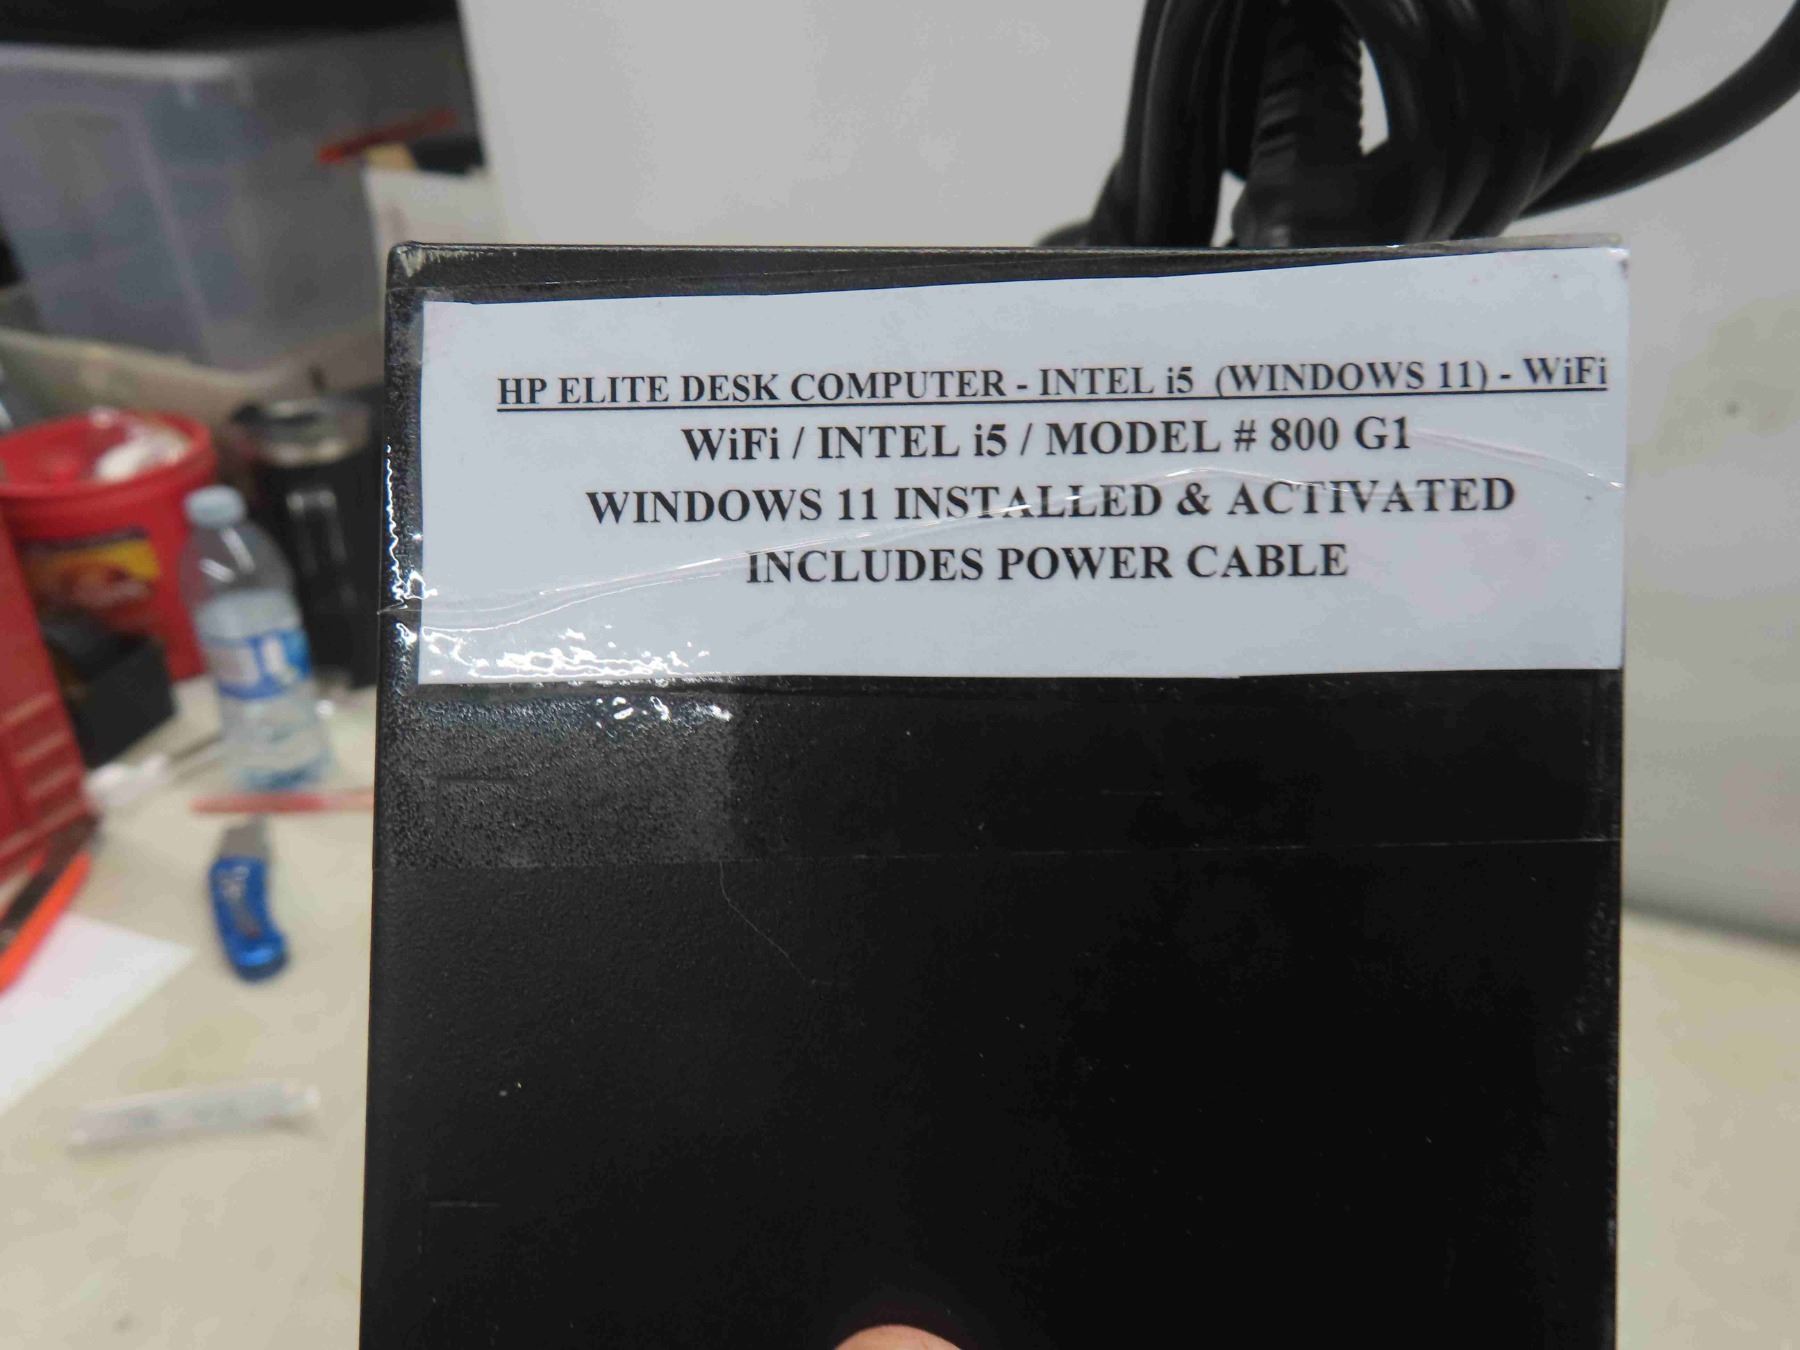 HP ELITE DESK COMPUTER - INTEL i5 (WINDOWS 11) - WiFi
WiFi / INTEL i5 / MODEL # 800 G1
WINDOWS 11 INSTALLED & ACTIVATED
INCLUDES POWER CABLE